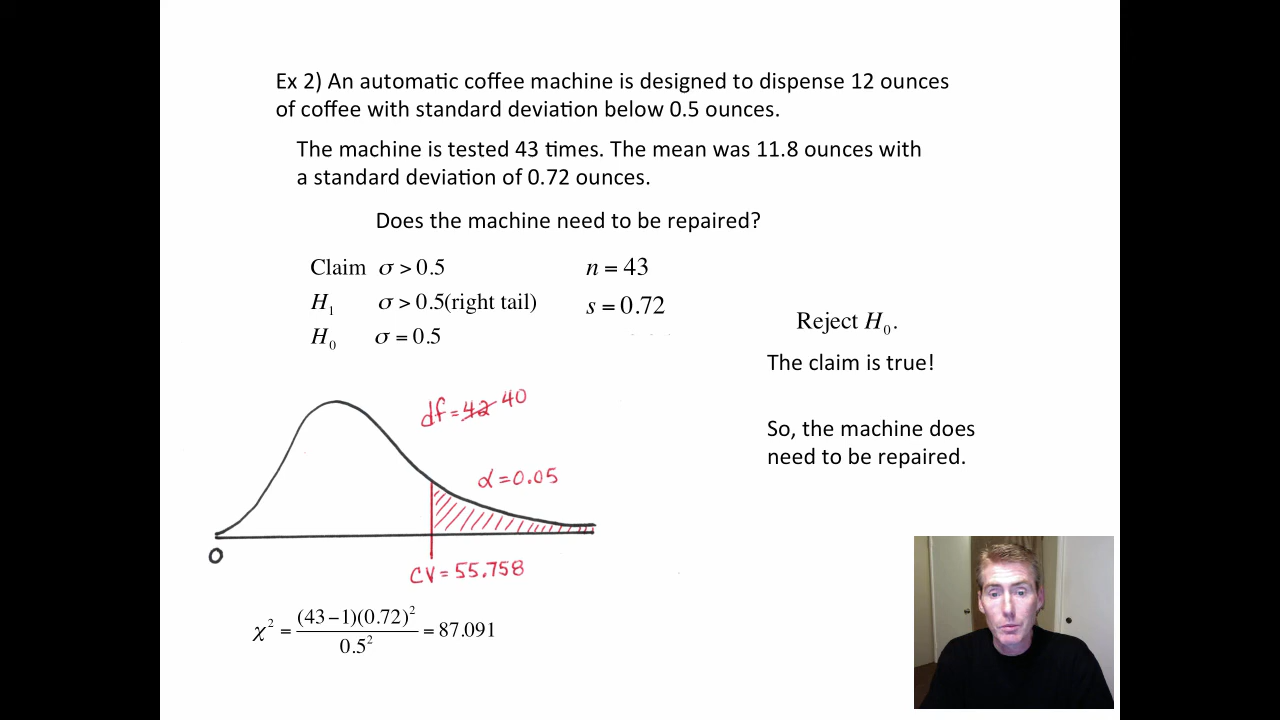 Ex 2) An automatic coffee machine is designed to dispense 12 ounces
of coffee with standard deviation below 0.5 ounces.
The machine is tested 43 times. The mean was 11.8 ounces with
a standard deviation of 0.72 ounces.
Does the machine need to be repaired?
Claim σ > 0.5
n = 43
H₁ σ > 0.5(right tail)
s = 0.72
H₀ σ = 0.5
Reject H₀.
The claim is true!
df = 42 40
So, the machine does
need to be repaired.
α = 0.05
0
CV = 55.758
χ² = (43−1)(0.72)² / 0.5² = 87.091